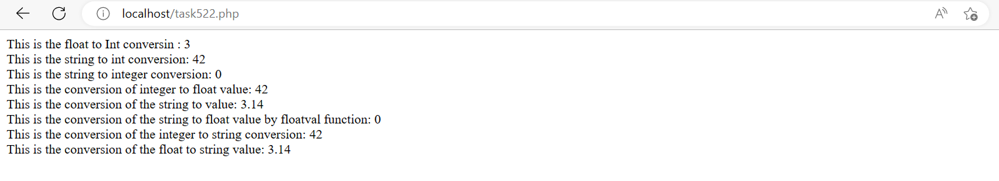 localhost/task522.php
This is the float to Int conversin : 3
This is the string to int conversion: 42
This is the string to integer conversion: 0
This is the conversion of integer to float value: 42
This is the conversion of the string to value: 3.14
This is the conversion of the string to float value by floatval function: 0
This is the conversion of the integer to string conversion: 42
This is the conversion of the float to string value: 3.14